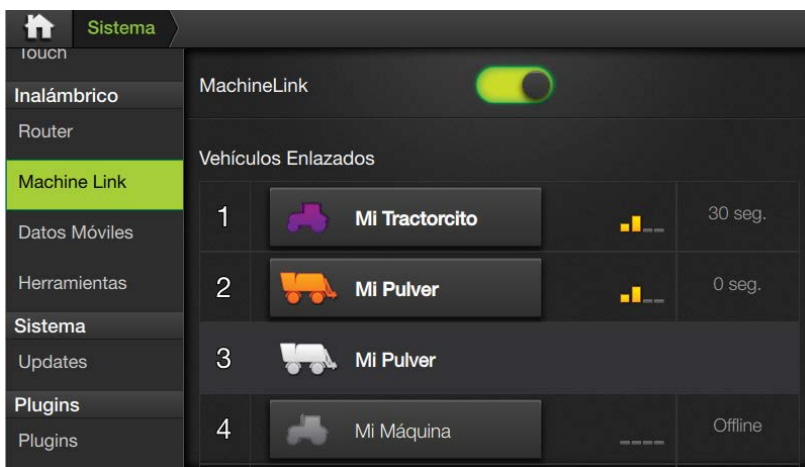 Sistema
Touch
Inalámbrico
Router
Machine Link
Datos Móviles
Herramientas
Sistema
Updates
Plugins
Plugins
MachineLink
Vehículos Enlazados
1 Mi Tractorcito 30 seg.
2 Mi Pulver 0 seg.
3 Mi Pulver
4 Mi Máquina Offline